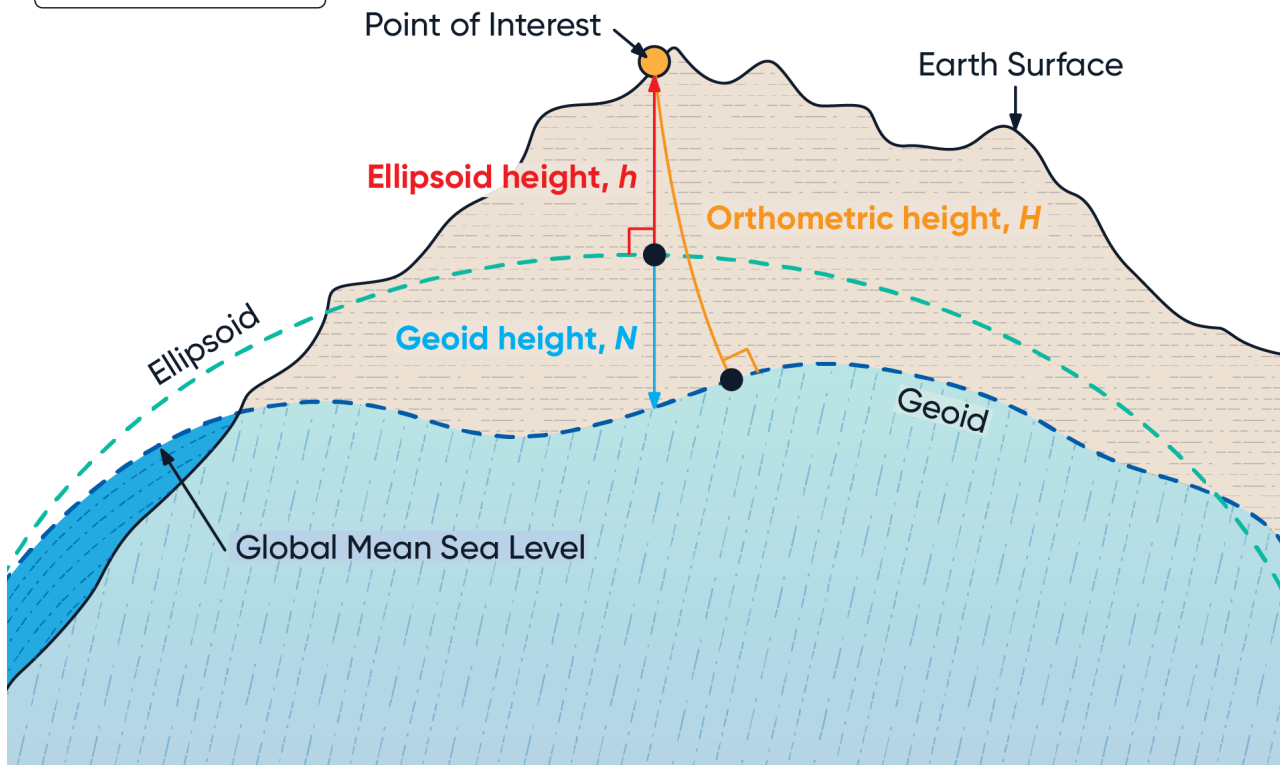 Point of Interest
Earth Surface
Ellipsoid height, h
Orthometric height, H
Ellipsoid
Geoid height, N
Geoid
Global Mean Sea Level